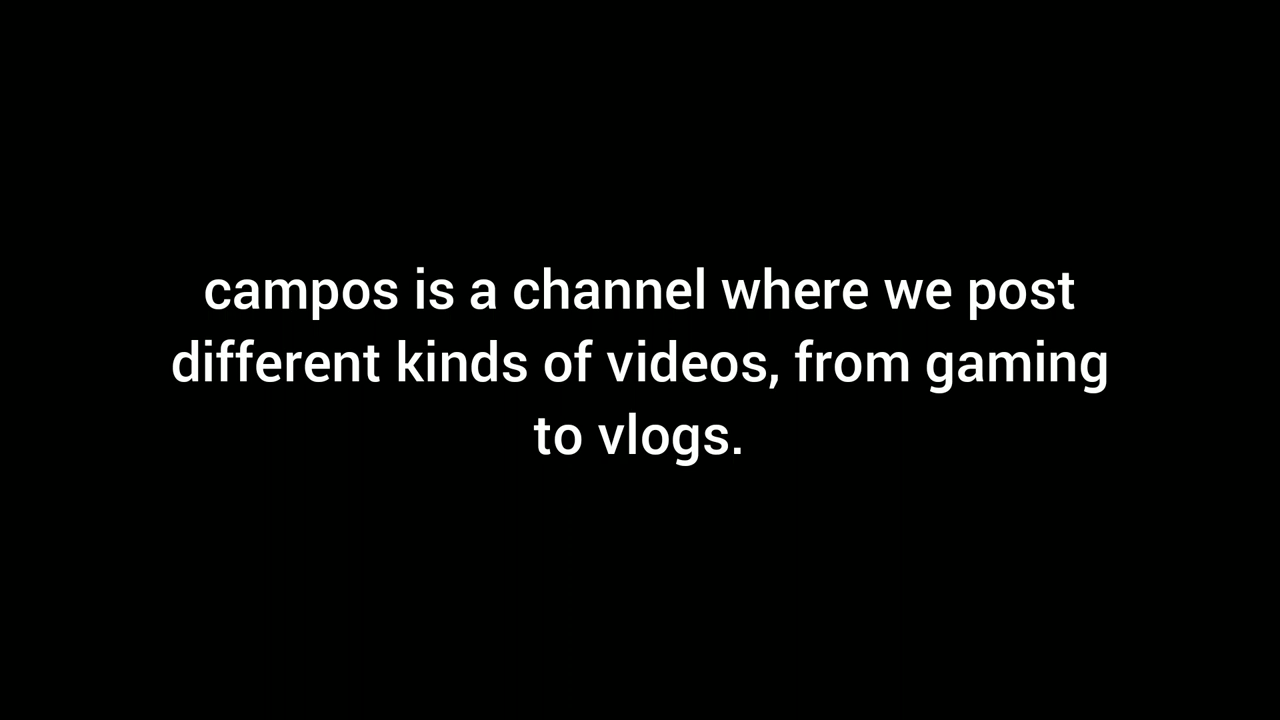 campos is a channel where we post
different kinds of videos, from gaming
to vlogs.